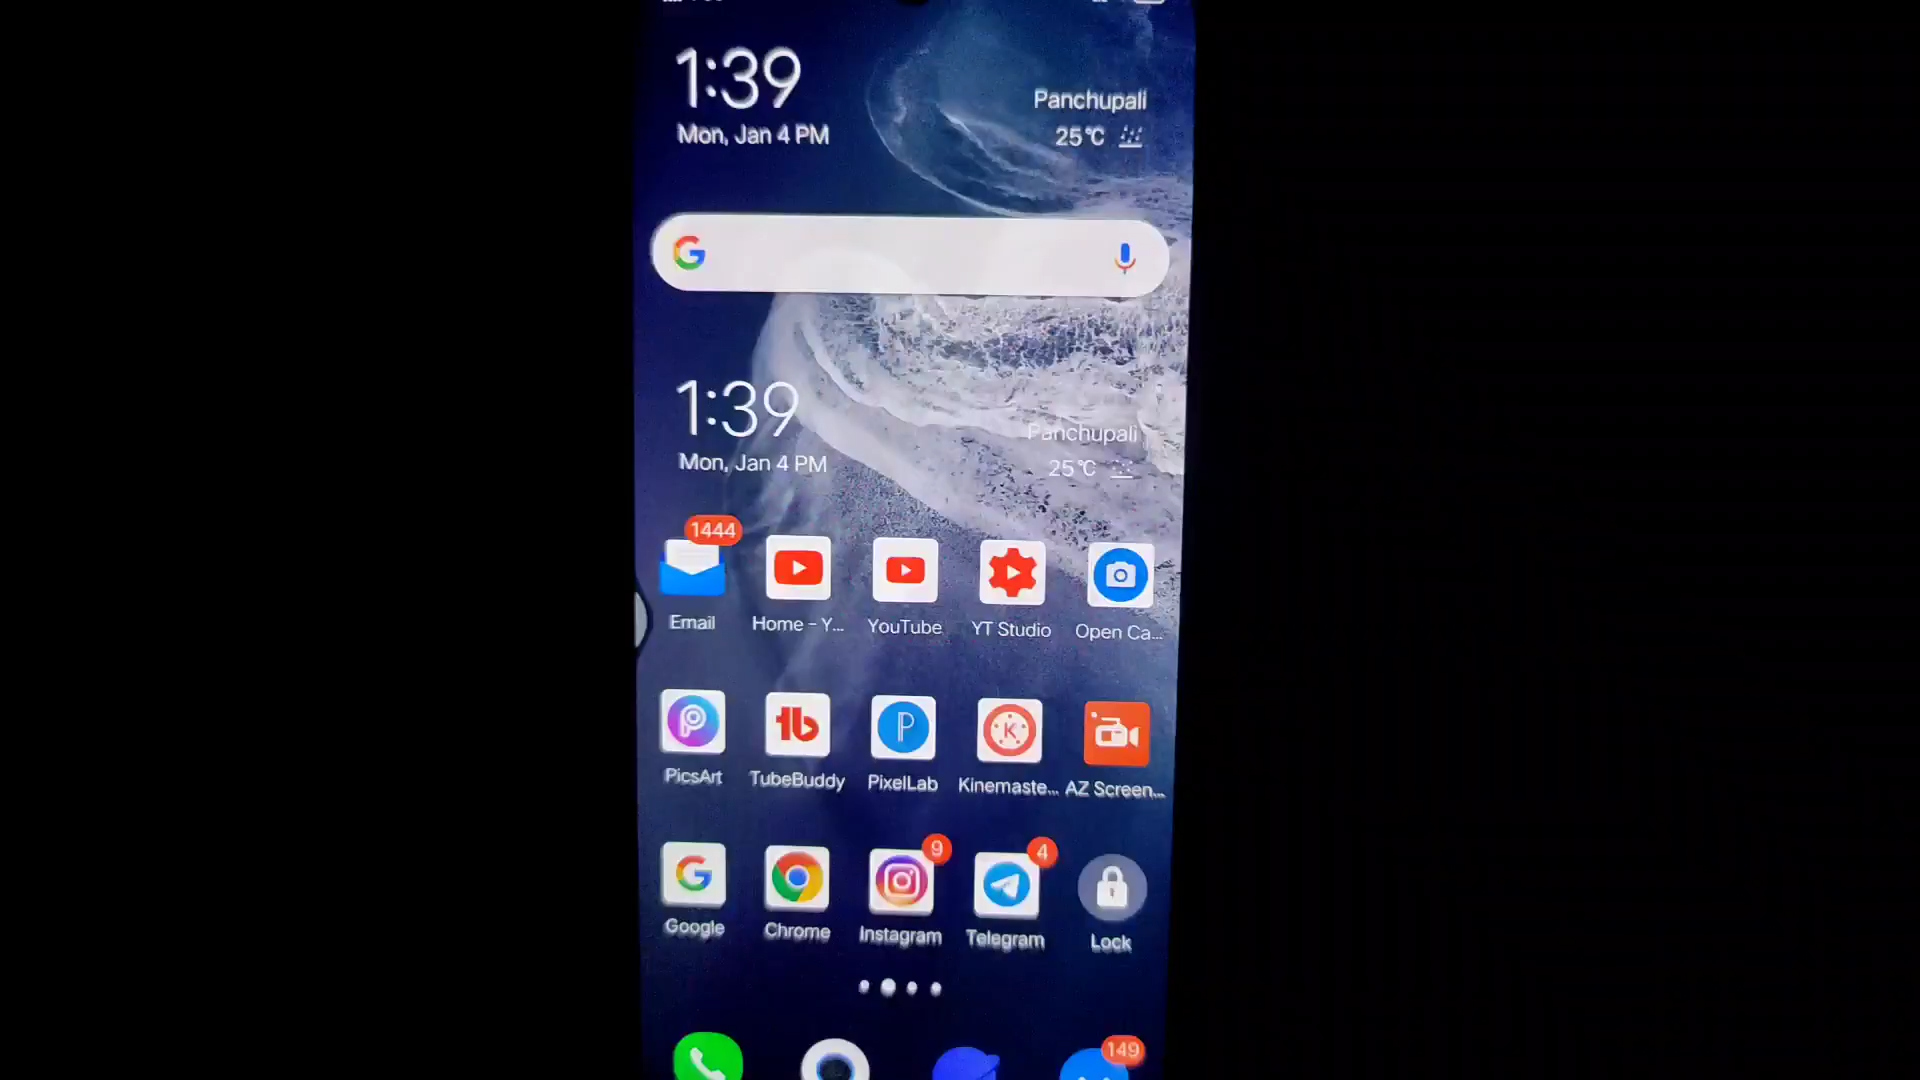 1:39
Panchupali
Mon, Jan 4 PM
25°C
1:39
Panchupali
Mon, Jan 4 PM
25°C
1444
Email
Home - Y...
YouTube
YT Studio
Open Ca...
PicsArt
TubeBuddy
PixelLab
Kinemaste...
AZ Screen...
9
4
Google
Chrome
Instagram
Telegram
Lock
149